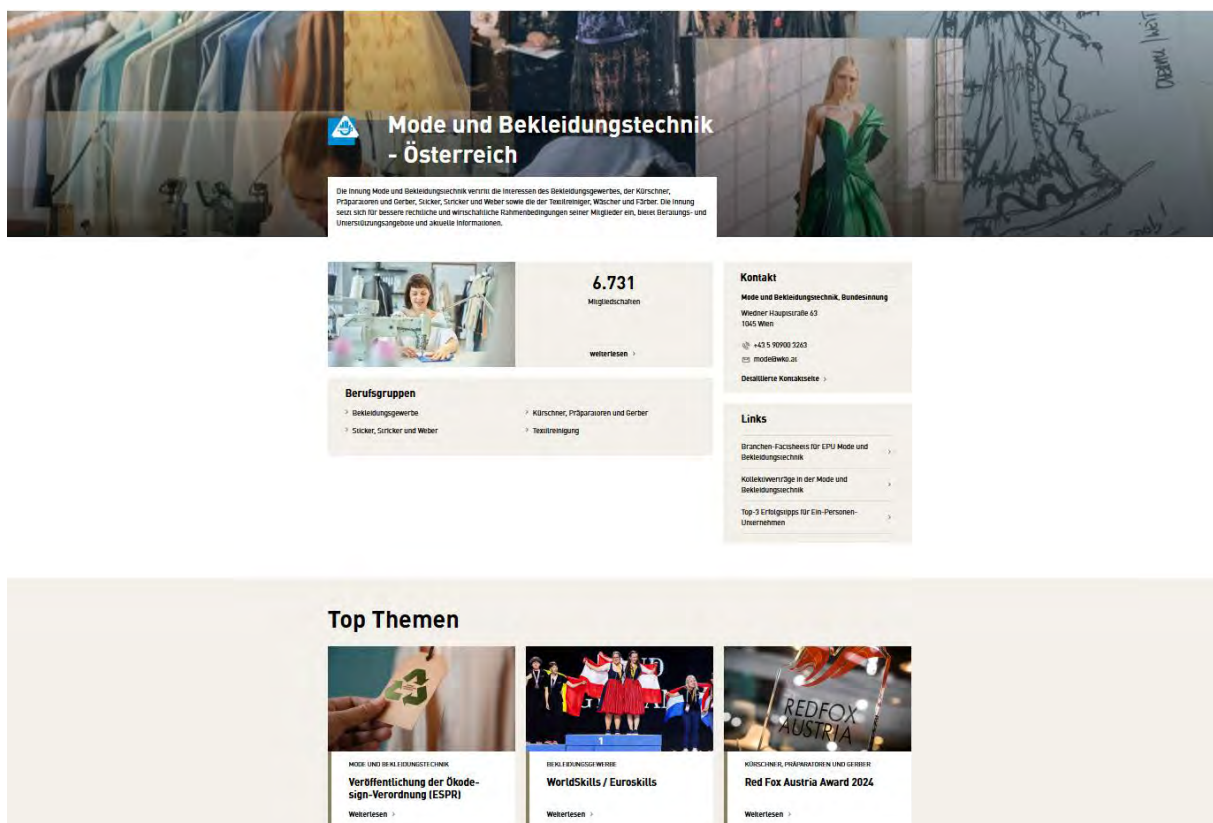 Mode und Bekleidungstechnik
- Österreich
Die Innung Mode und Bekleidungstechnik vertritt die Interessen des Bekleidungsgewerbes, der Kürschner,
Präparatoren und Gerber, Sticker, Stricker und Weber sowie die der Textilreiniger, Wäscher und Färber. Die Innung
setzt sich für bessere rechtliche und wirtschaftliche Rahmenbedingungen seiner Mitglieder ein, bietet Beratungs- und
Unterstützungsangebote und aktuelle Informationen.
6.731
Mitgliedschaften
weiterlesen
Berufsgruppen
Bekleidungsgewerbe
Kürschner, Präparatoren und Gerber
Sticker, Stricker und Weber
Textilreinigung
Kontakt
Mode und Bekleidungstechnik, Bundesinnung
Wiedner Hauptstraße 63
1045 Wien
+43 5 90900 3263
mode@wko.at
Detaillierte Kontaktseite
Links
Branchen-Factsheets für EPU Mode und
Bekleidungstechnik
Kollektivverträge in der Mode und
Bekleidungstechnik
Top-3 Erfolgstipps für Ein-Personen-
Unternehmen
Top Themen
MODE UND BEKLEIDUNGSTECHNIK
Veröffentlichung der Ökode-
sign-Verordnung (ESPR)
Weiterlesen
1
BEKLEIDUNGSGEWERBE
WorldSkills / Euroskills
Weiterlesen
REDFOX
AUSTRIA
KÜRSCHNER, PRÄPARATOREN UND GERBER
Red Fox Austria Award 2024
Weiterlesen